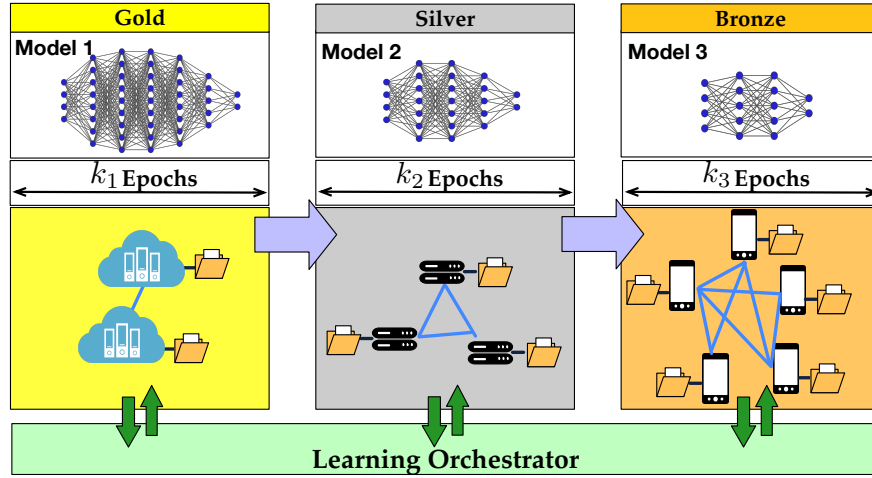 Gold
Silver
Bronze
Model 1
Model 2
Model 3
k₁ Epochs
k₂ Epochs
k₃ Epochs
Learning Orchestrator